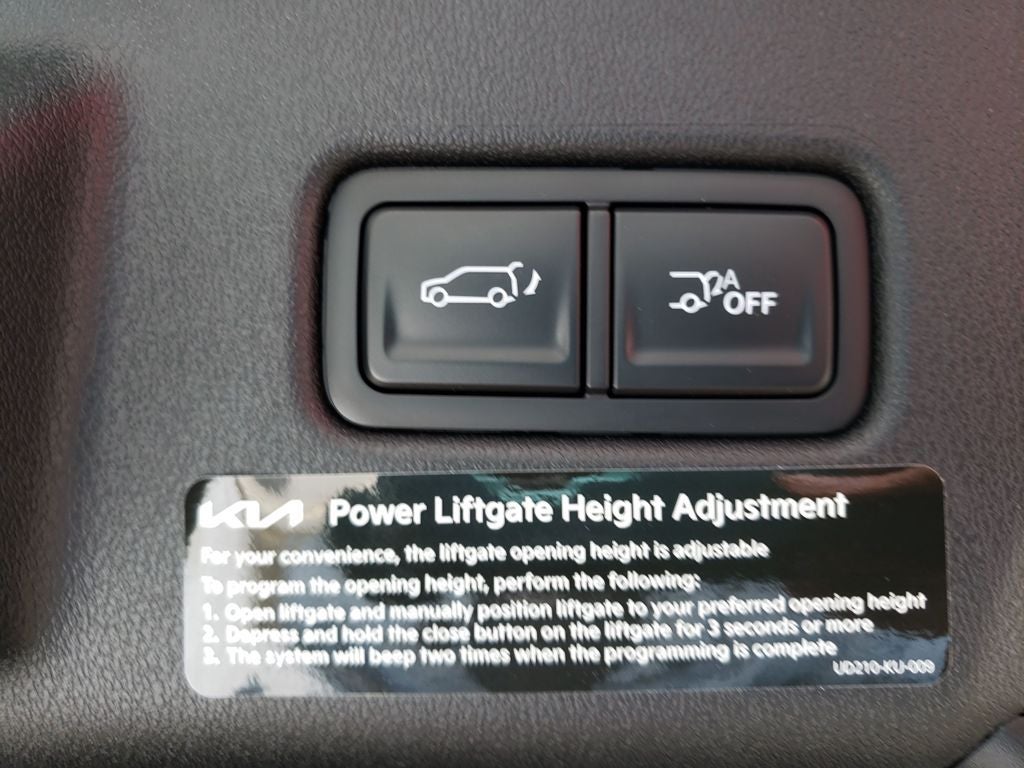 A
OFF
KIA Power Liftgate Height Adjustment
For your convenience, the liftgate opening height is adjustable
To program the opening height, perform the following:
1. Open liftgate and manually position liftgate to your preferred opening height
2. Depress and hold the close button on the liftgate for 3 seconds or more
3. The system will beep two times when the programming is complete
UD210-KU-009